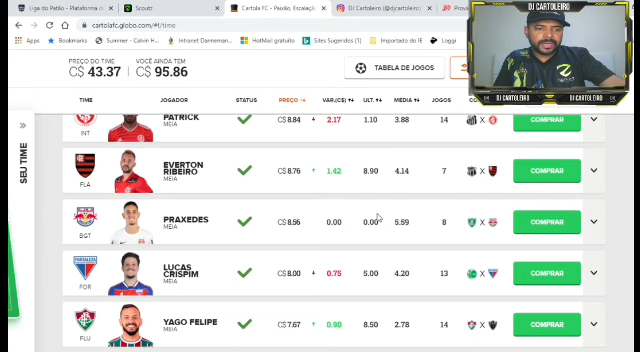 Liga do Patão - Plataforma d
Scouts
Cartola FC - Paixão, Escalaçã
DJ Cartoleiro (@djcartoleiro)
cartolafc.globo.com/#!/time
Bet365
Apostas
Summer - Calvin H
Intranet Danneman
HotMail gratuito
Sites Sugeridos (1)
Importado do IE
Loggi
DJ CARTOLEIRO
DJ CARTOLEIRO
DJ CARTOLEIRO
PREÇO DO TIME
C$ 43.37
VOCÊ AINDA TEM
C$ 95.86
TABELA DE JOGOS
TIME JOGADOR STATUS PREÇO VAR.(C$) ÚLT. MÉDIA JOGOS
SEU TIME
INT PATRICK MEIA C$ 8.84 2.17 1.10 3.88 14 X COMPRAR
FLA EVERTON RIBEIRO MEIA C$ 8.76 1.42 8.90 4.14 7 X COMPRAR
BGT PRAXEDES MEIA C$ 8.56 0.00 0.00 5.59 8 X COMPRAR
FOR LUCAS CRISPIM MEIA C$ 8.00 0.75 5.00 4.20 13 X COMPRAR
FLU YAGO FELIPE MEIA C$ 7.67 0.90 8.50 2.78 14 X COMPRAR